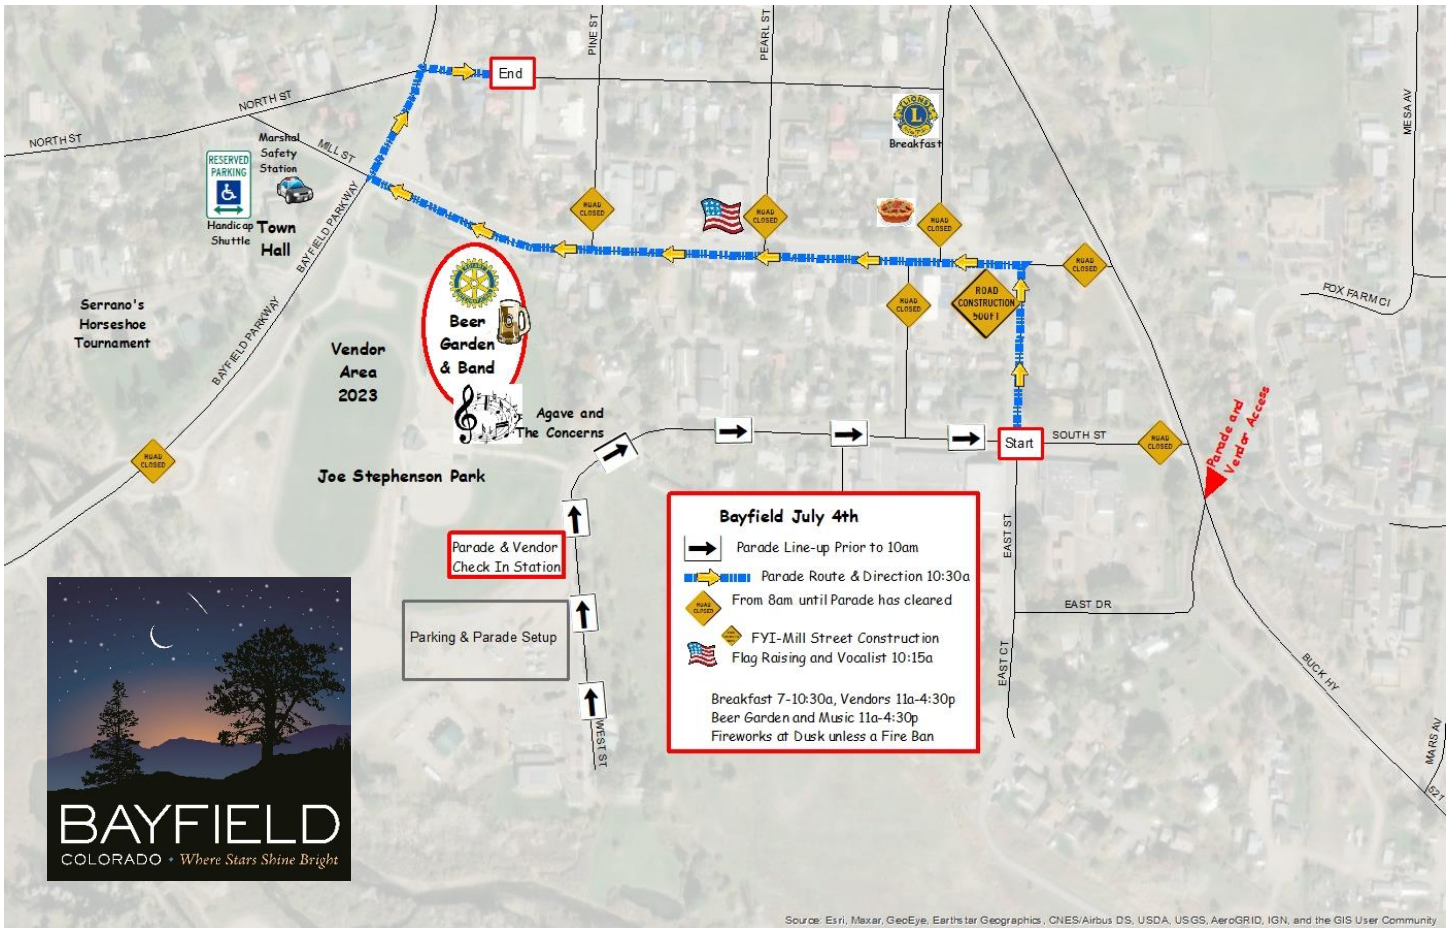 PINE ST
PEARL ST
MESA AV
End
NORTH ST
NORTH ST
MILL ST
Marshal
Safety
Station
RESERVED
PARKING
Handicap
Shuttle
Town
Hall
BAYFIELD PARKWAY
BAYFIELD PARKWAY
LIONS
L
Breakfast
ROAD
CLOSED
ROAD
CLOSED
ROAD
CLOSED
ROAD
CLOSED
ROAD
CLOSED
ROAD
CONSTRUCTION
500FT
FOX FARM CI
Serrano's
Horseshoe
Tournament
Vendor
Area
2023
Beer
Garden
& Band
Agave and
The Concerns
Joe Stephenson Park
ROAD
CLOSED
Start
SOUTH ST
ROAD
CLOSED
Parade and
Vendor Access
Parade & Vendor
Check In Station
Parking & Parade Setup
WEST ST
EAST ST
EAST DR
EAST CT
BUCK HY
MARS AV
521
Bayfield July 4th
Parade Line-up Prior to 10am
Parade Route & Direction 10:30a
ROAD
CLOSED
From 8am until Parade has cleared
FYI-Mill Street Construction
Flag Raising and Vocalist 10:15a
Breakfast 7-10:30a, Vendors 11a-4:30p
Beer Garden and Music 11a-4:30p
Fireworks at Dusk unless a Fire Ban
BAYFIELD
COLORADO • Where Stars Shine Bright
Source: Esri, Maxar, GeoEye, Earthstar Geographics, CNES/Airbus DS, USDA, USGS, AeroGRID, IGN, and the GIS User Community